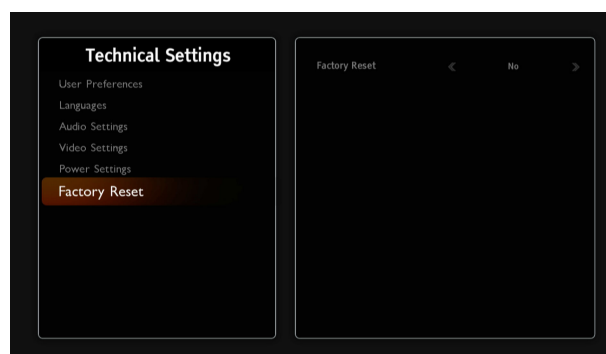 Technical Settings
User Preferences
Languages
Audio Settings
Video Settings
Power Settings
Factory Reset
Factory Reset < No >